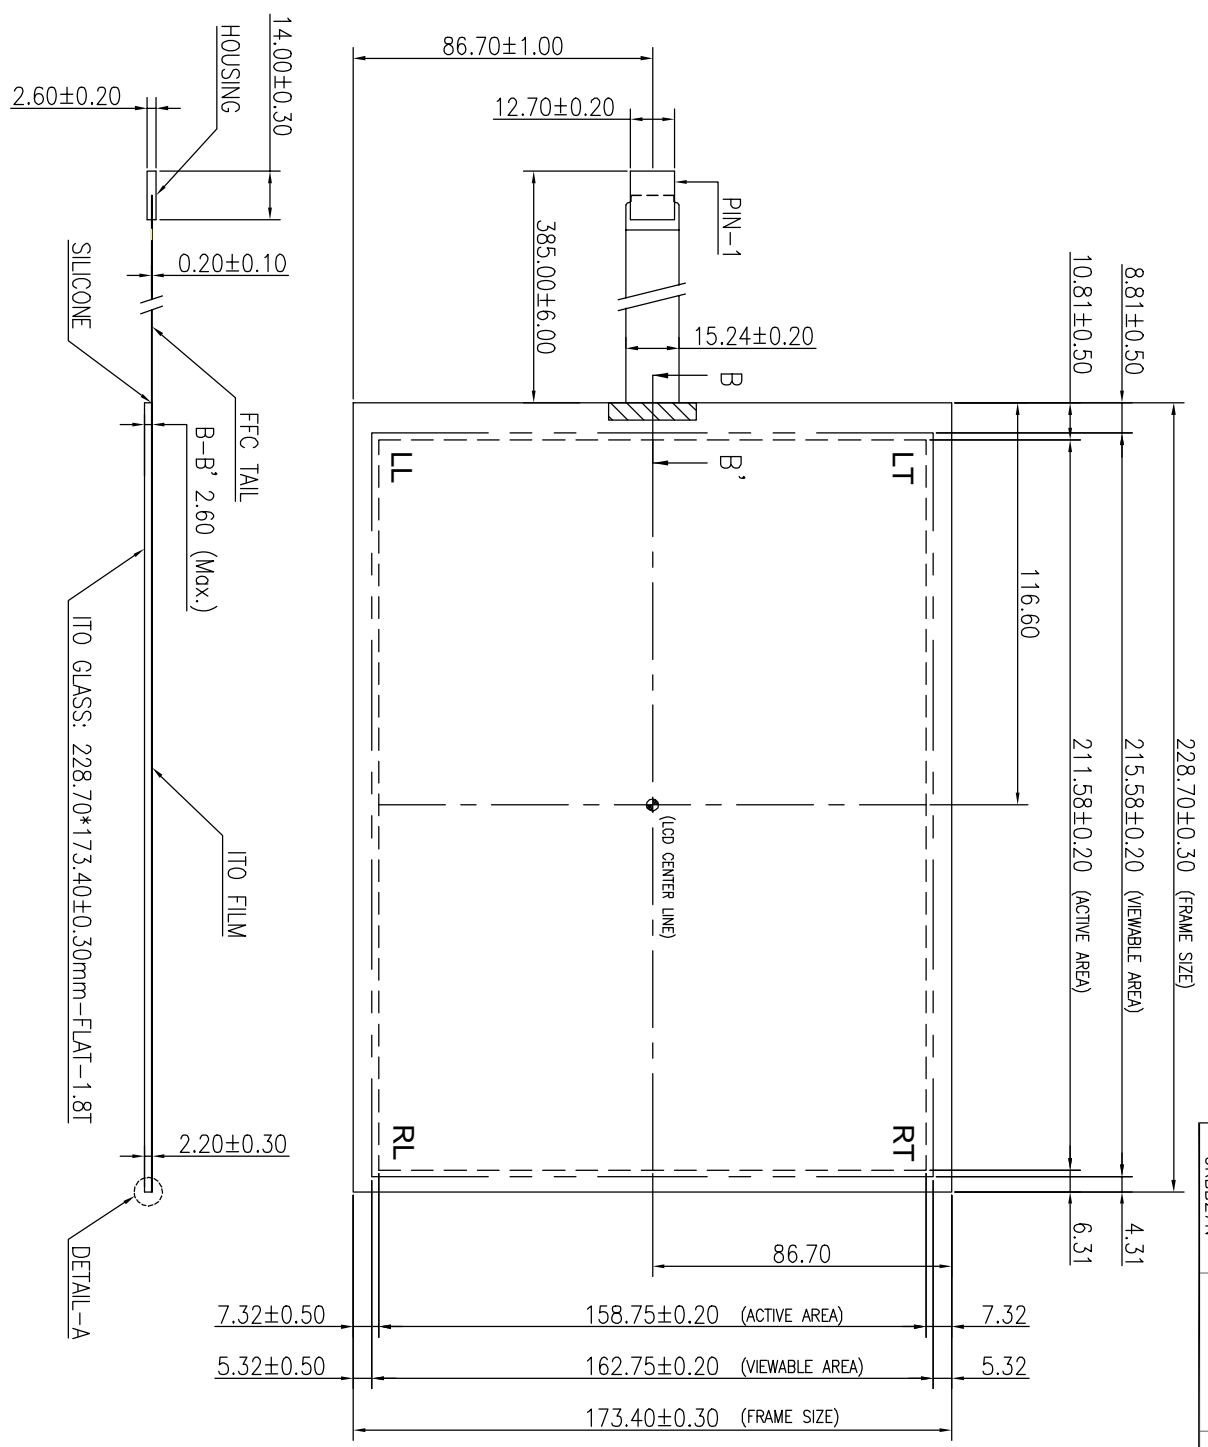 86.70±1.00
14.00±0.30
HOUSING
2.60±0.20
12.70±0.20
PIN-1
385.00±6.00
15.24±0.20
0.20±0.10
SILICONE
FFC TAIL
B-B' 2.60 (Max.)
B
B'
10.81±0.50
8.81±0.50
LL
LT
116.60
228.70±0.30 (FRAME SIZE)
215.58±0.20 (VIEWABLE AREA)
211.58±0.20 (ACTIVE AREA)
(LCD CENTER LINE)
ITO GLASS: 228.70*173.40±0.30mm-FLAT-1.8T
ITO FILM
RL
RT
2.20±0.30
DETAIL-A
6.31
4.31
86.70
7.32±0.50
158.75±0.20 (ACTIVE AREA)
7.32
5.32±0.50
162.75±0.20 (VIEWABLE AREA)
5.32
173.40±0.30 (FRAME SIZE)